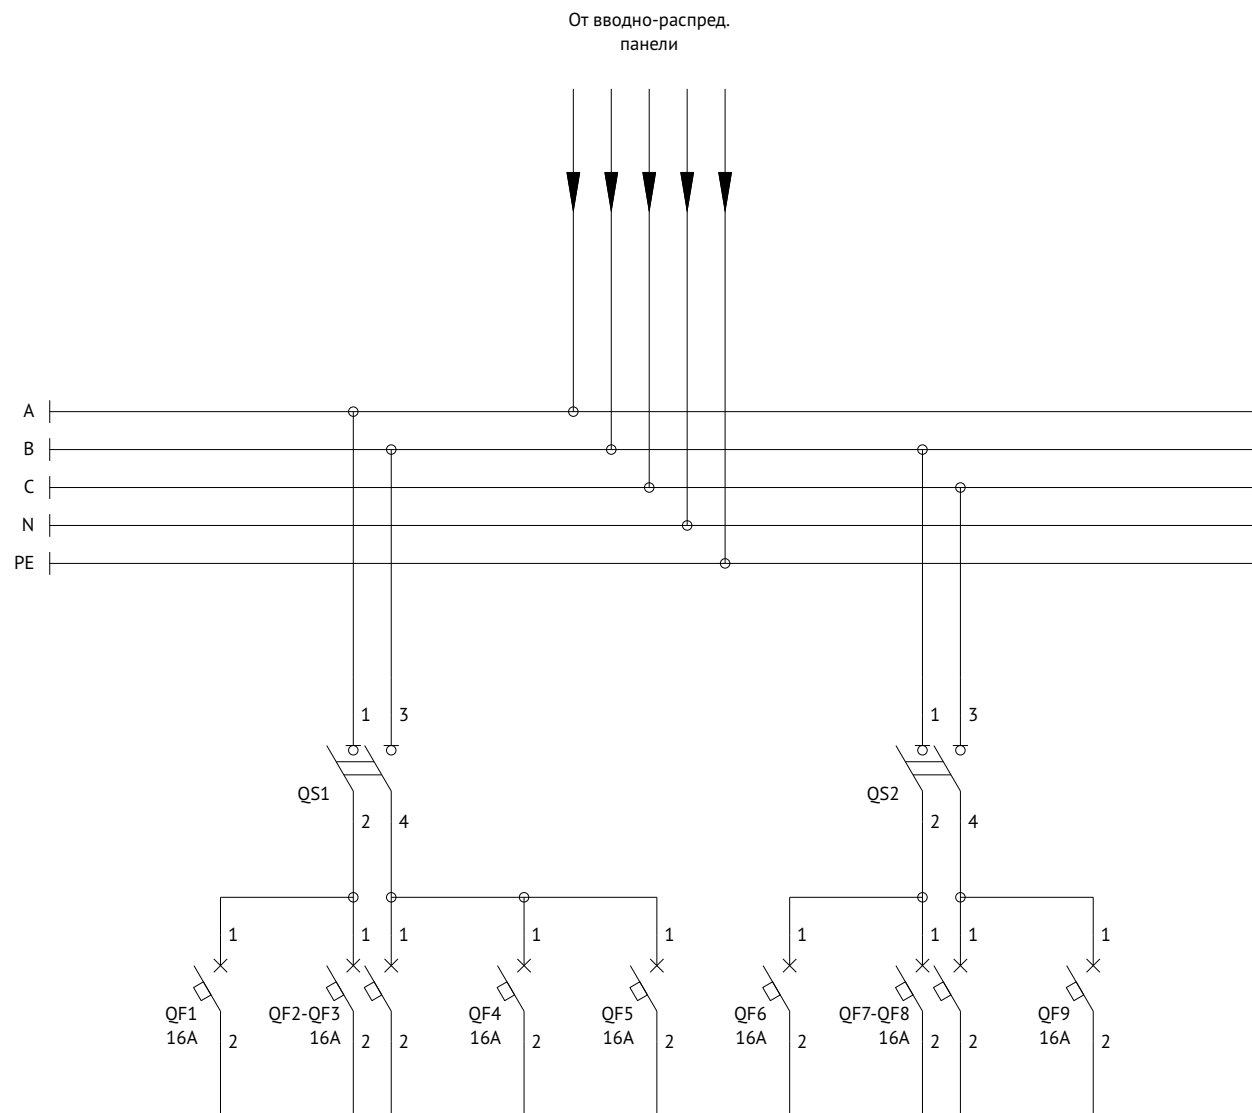 От вводно-распред.
панели
A
B
C
N
PE
1 3 1 3
QS1 QS2
2 4 2 4
1 1 1 1 1 1 1 1 1
QF1 QF2-QF3 QF4 QF5 QF6 QF7-QF8 QF9
16A 16A 16A 16A 16A 16A 16A
2 2 2 2 2 2 2 2 2